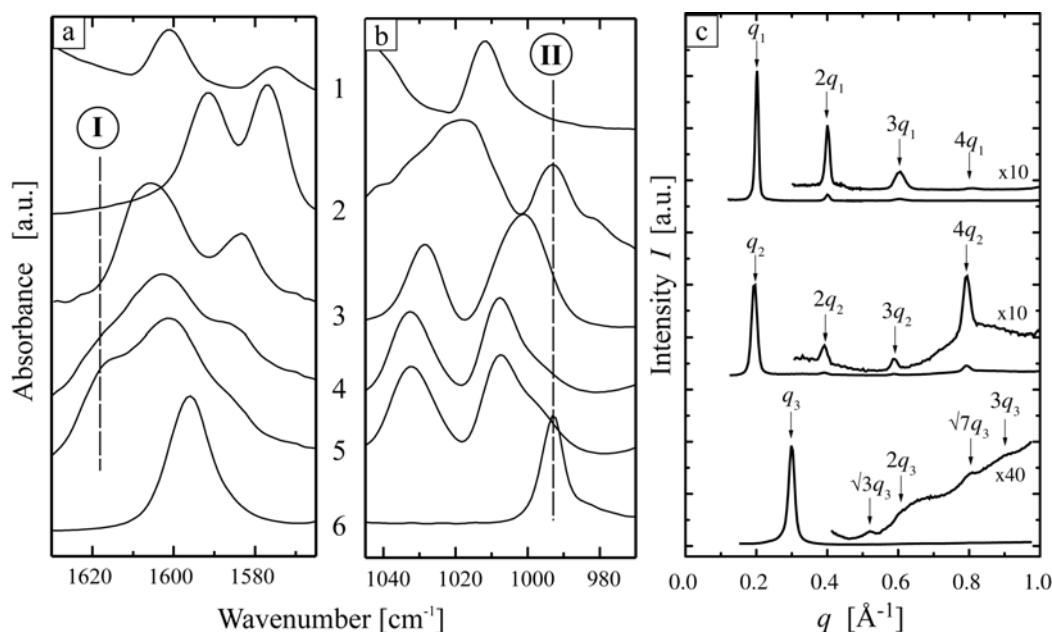 a
I
1620 1600 1580
Absorbance [a.u.]
1
2
3
4
5
6
b
II
1040 1020 1000 980
Wavenumber [cm⁻¹]
c
q₁
2q₁
3q₁
4q₁
x10
q₂
2q₂
3q₂
4q₂
x10
q₃
√3q₃
2q₃
√7q₃
3q₃
x40
0.0 0.2 0.4 0.6 0.8 1.0
Intensity I [a.u.]
q [Å⁻¹]